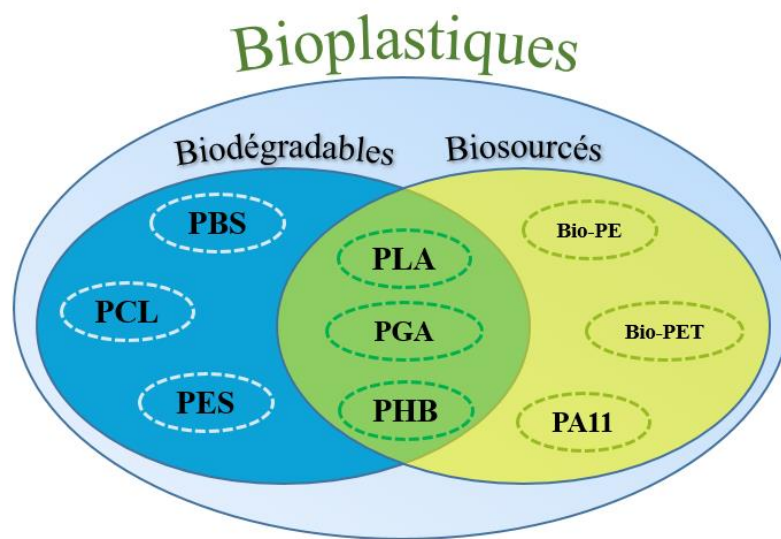 Bioplastiques
Biodégradables Biosourcés
PBS
Bio-PE
PLA
PCL
PGA
Bio-PET
PES
PHB
PA11